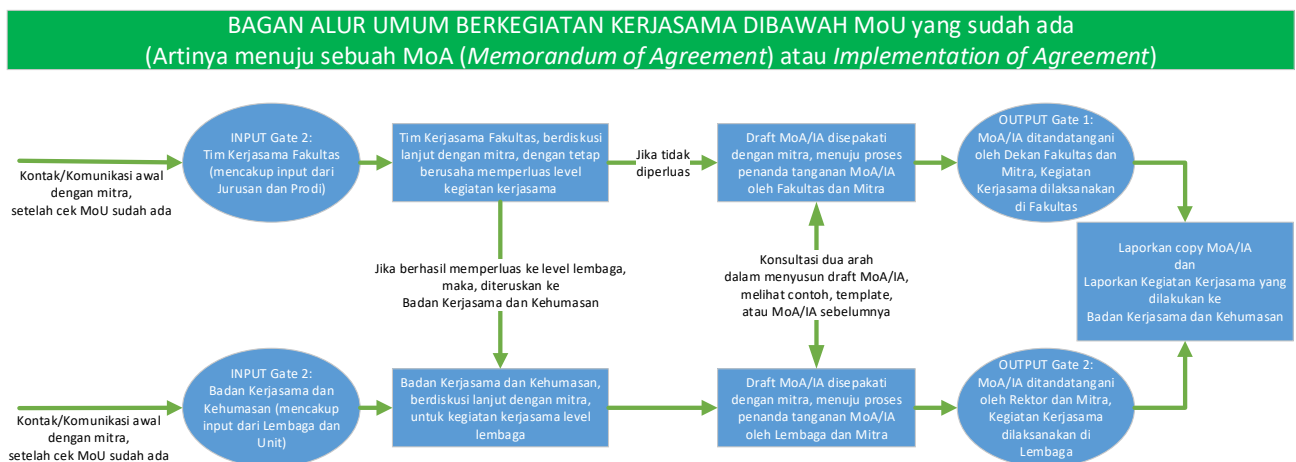 BAGAN ALUR UMUM BERKEGIATAN KERJASAMA DIBAWAH MoU yang sudah ada
(Artinya menuju sebuah MoA (Memorandum of Agreement) atau Implementation of Agreement)
Kontak/Komunikasi awal
dengan mitra,
setelah cek MoU sudah ada
INPUT Gate 2:
Tim Kerjasama Fakultas
(mencakup input dari
Jurusan dan Prodi)
Tim Kerjasama Fakultas, berdiskusi
lanjut dengan mitra, dengan tetap
berusaha memperluas level
kegiatan kerjasama
Jika tidak
diperluas
Draft MoA/IA disepakati
dengan mitra, menuju proses
penanda tanganan MoA/IA
oleh Fakultas dan Mitra
OUTPUT Gate 1:
MoA/IA ditandatangani
oleh Dekan Fakultas dan
Mitra, Kegiatan
Kerjasama dilaksanakan
di Fakultas
Jika berhasil memperluas ke level lembaga,
maka, diteruskan ke
Badan Kerjasama dan Kehumasan
Konsultasi dua arah
dalam menyusun draft MoA/IA,
melihat contoh, template,
atau MoA/IA sebelumnya
Laporkan copy MoA/IA
dan
Laporkan Kegiatan Kerjasama yang
dilakukan ke
Badan Kerjasama dan Kehumasan
Kontak/Komunikasi awal
dengan mitra,
setelah cek MoU sudah ada
INPUT Gate 2:
Badan Kerjasama dan
Kehumasan (mencakup
input dari Lembaga dan
Unit)
Badan Kerjasama dan Kehumasan,
berdiskusi lanjut dengan mitra,
untuk kegiatan kerjasama level
lembaga
Draft MoA/IA disepakati
dengan mitra, menuju proses
penanda tanganan MoA/IA
oleh Lembaga dan Mitra
OUTPUT Gate 2:
MoA/IA ditandatangani
oleh Rektor dan Mitra,
Kegiatan Kerjasama
dilaksanakan di
Lembaga